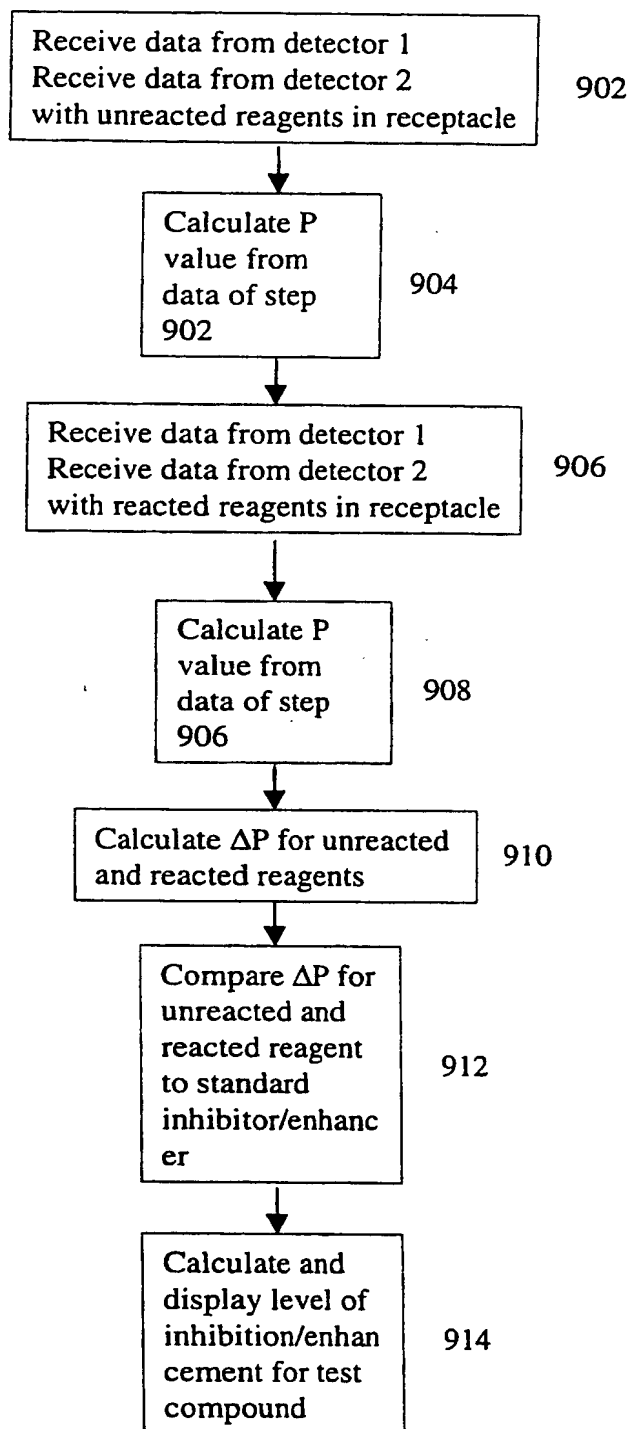 Receive data from detector 1
Receive data from detector 2
with unreacted reagents in receptacle
902
Calculate P
value from
data of step
902
904
Receive data from detector 1
Receive data from detector 2
with reacted reagents in receptacle
906
Calculate P
value from
data of step
906
908
Calculate ΔP for unreacted
and reacted reagents
910
Compare ΔP for
unreacted and
reacted reagent
to standard
inhibitor/enhanc
er
912
Calculate and
display level of
inhibition/enhan
cement for test
compound
914